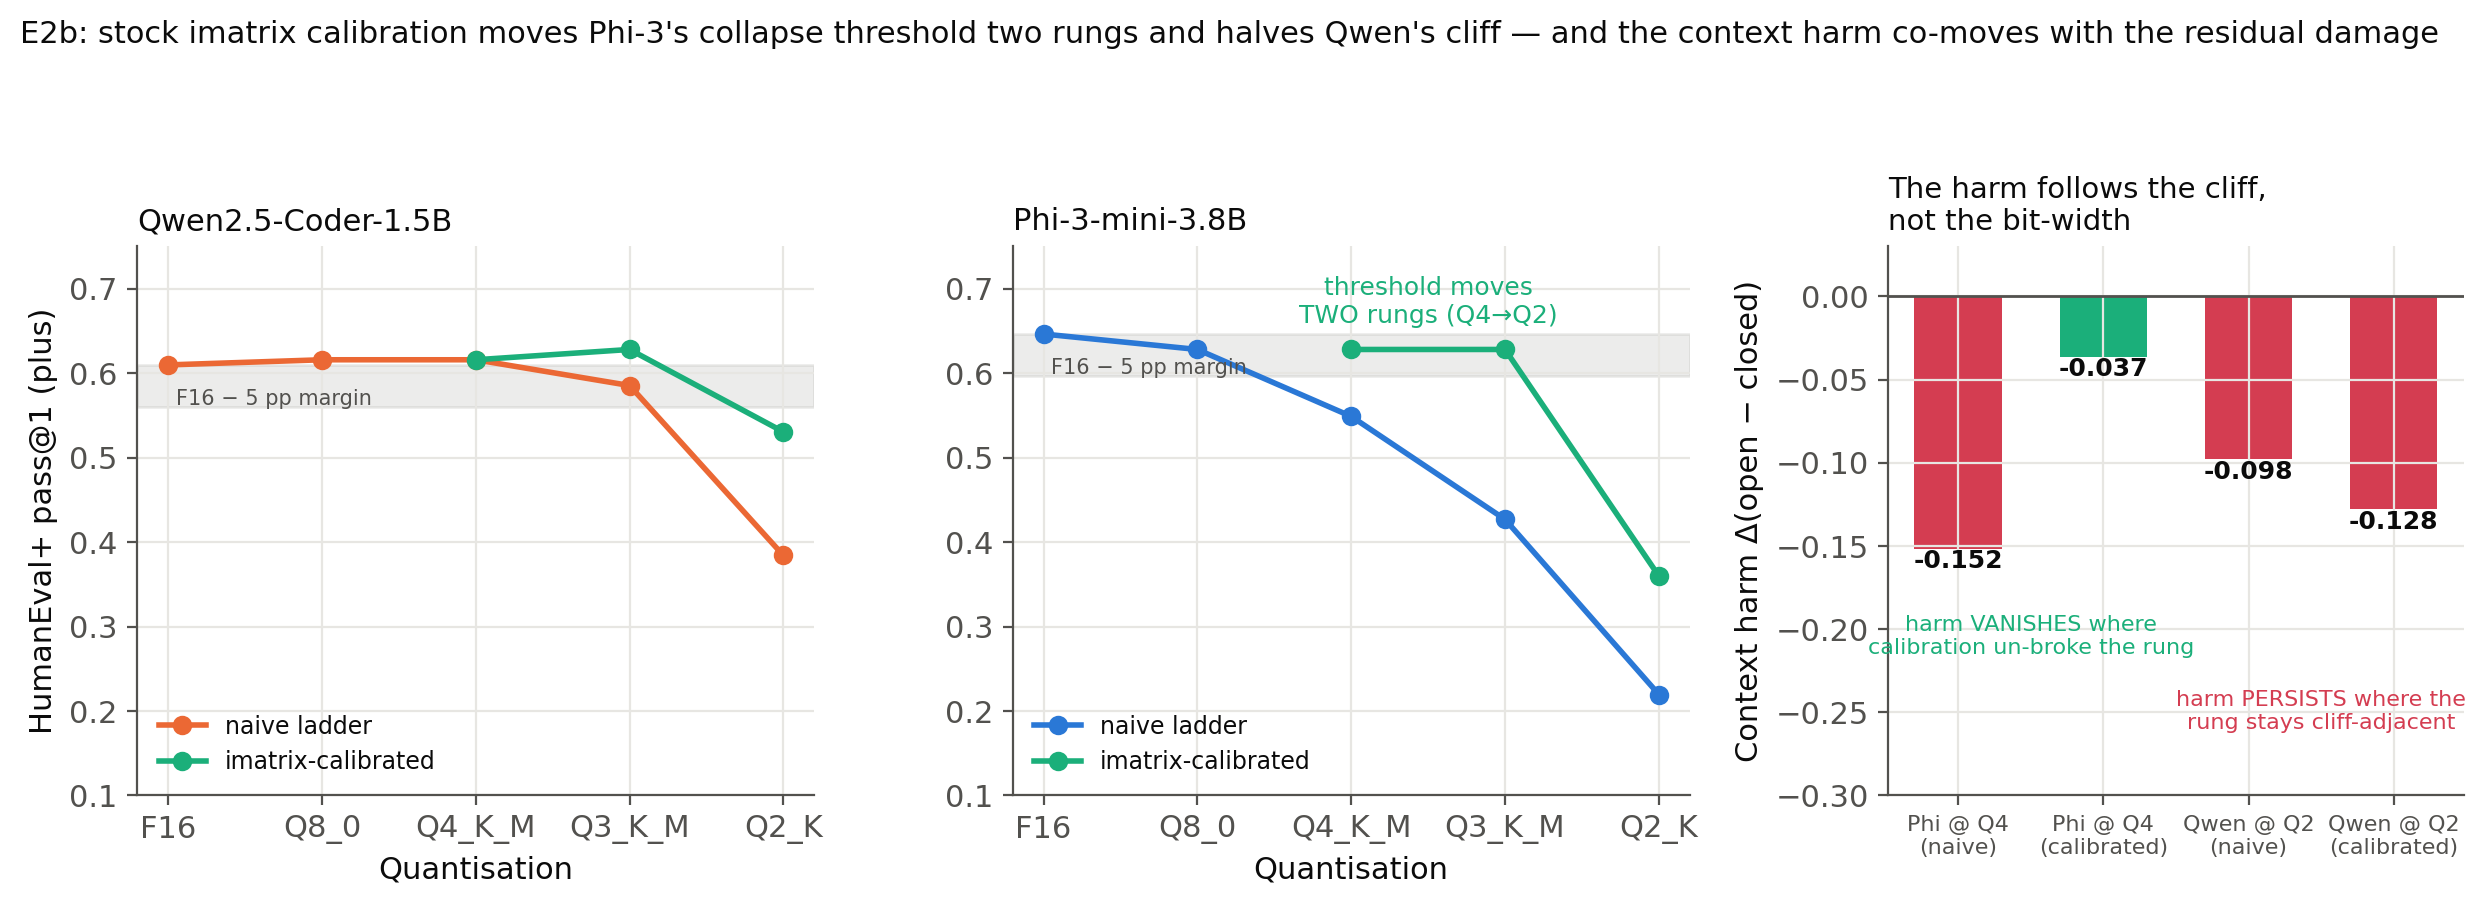 E2b: stock imatrix calibration moves Phi-3's collapse threshold two rungs and halves Qwen's cliff — and the context harm co-moves with the residual damage
Qwen2.5-Coder-1.5B
HumanEval+ pass@1 (plus)
0.7
0.6
0.5
0.4
0.3
0.2
0.1
F16 − 5 pp margin
naive ladder
imatrix-calibrated
F16 Q8_0 Q4_K_M Q3_K_M Q2_K
Quantisation
Phi-3-mini-3.8B
0.7
0.6
0.5
0.4
0.3
0.2
0.1
threshold moves
TWO rungs (Q4→Q2)
F16 − 5 pp margin
naive ladder
imatrix-calibrated
F16 Q8_0 Q4_K_M Q3_K_M Q2_K
Quantisation
The harm follows the cliff,
not the bit-width
Context harm Δ(open − closed)
0.00
−0.05
−0.10
−0.15
−0.20
−0.25
−0.30
-0.152
-0.037
-0.098
-0.128
harm VANISHES where
calibration un-broke the rung
harm PERSISTS where the
rung stays cliff-adjacent
Phi @ Q4
(naive)
Phi @ Q4
(calibrated)
Qwen @ Q2
(naive)
Qwen @ Q2
(calibrated)